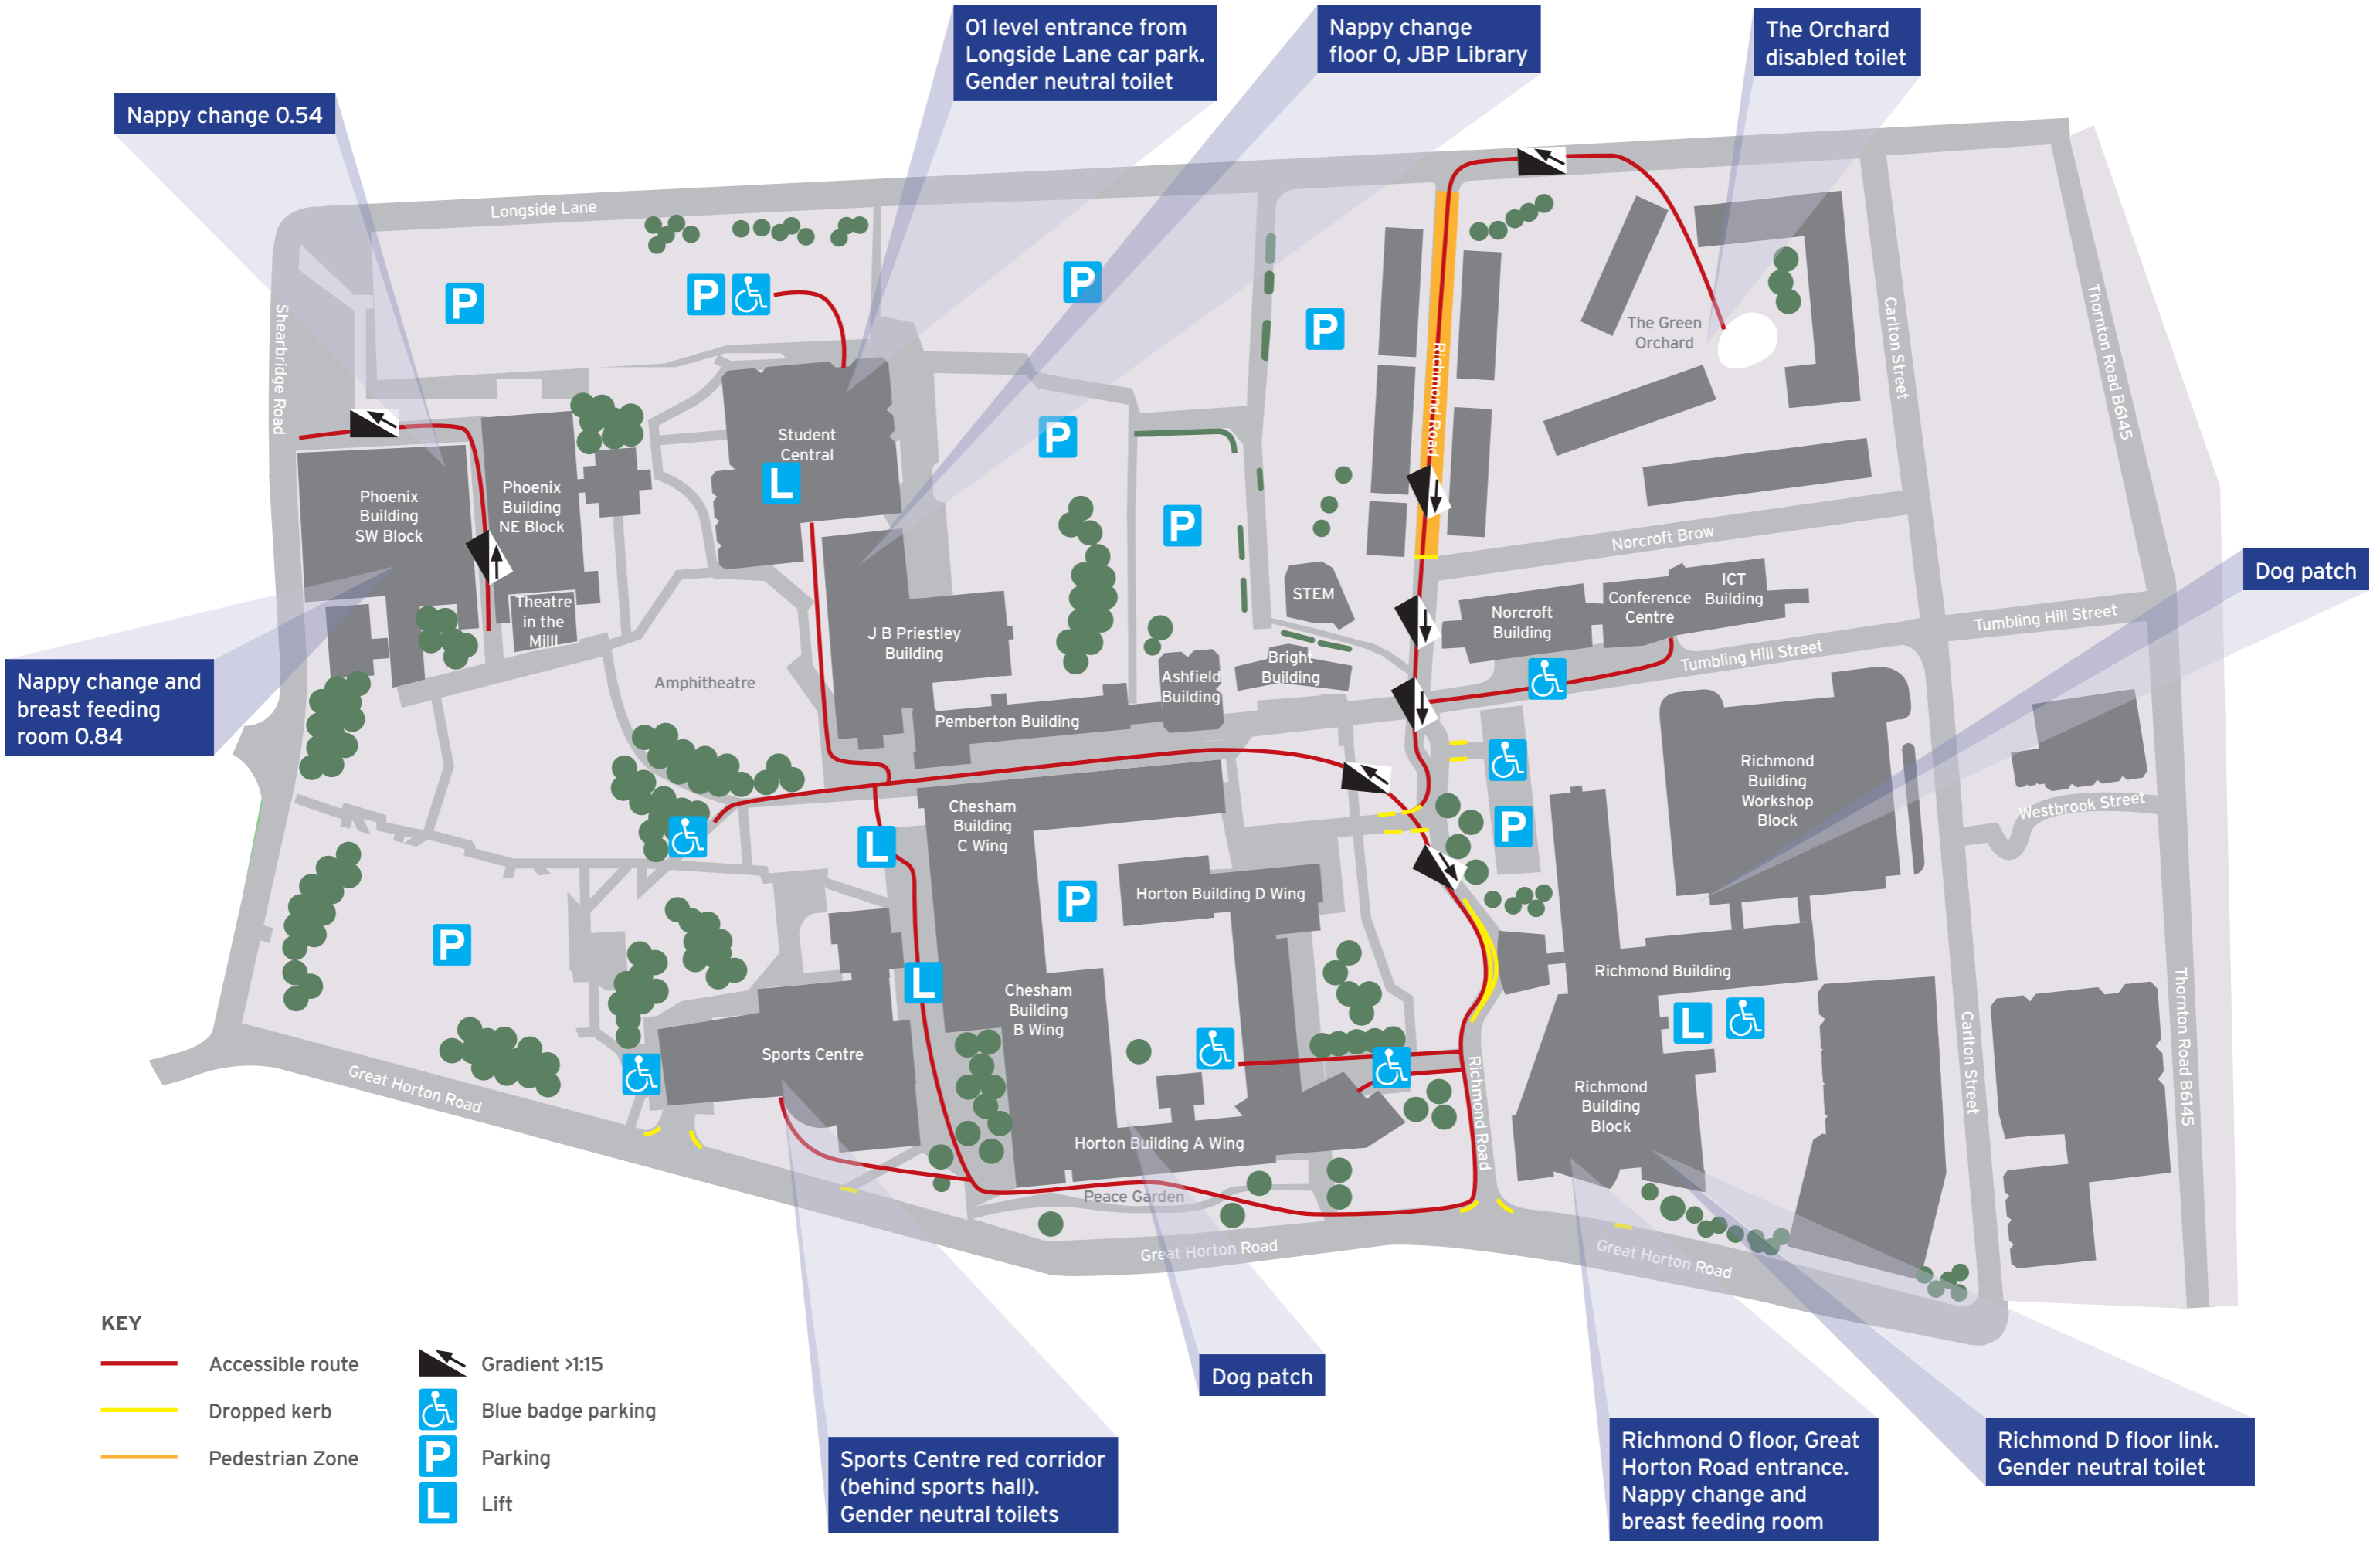 01 level entrance from
Longside Lane car park.
Gender neutral toilet
Nappy change
floor 0, JBP Library
The Orchard
disabled toilet
Nappy change 0.54
Longside Lane
P
P
P
P
Shearbridge Road
The Green
Orchard
Richmond Road
Carlton Street
Thornton Road B6145
Student
Central
L
P
Phoenix
Building
SW Block
Phoenix
Building
NE Block
P
Norcroft Brow
Dog patch
Theatre
in the
Milll
J B Priestley
Building
STEM
Norcroft
Building
Conference
Centre
ICT
Building
Tumbling Hill Street
Tumbling Hill Street
Nappy change and
breast feeding
room 0.84
Amphitheatre
Ashfield
Building
Bright
Building
Pemberton Building
Richmond
Building
Workshop
Block
Westbrook Street
Chesham
Building
C Wing
L
P
Horton Building D Wing
P
P
L
Richmond Building
Chesham
Building
B Wing
L
Sports Centre
Great Horton Road
Richmond Road
Richmond
Building
Block
Carlton Street
Thornton Road B6145
Horton Building A Wing
Peace Garden
Great Horton Road
Great Horton Road
KEY
Accessible route
Dropped kerb
Pedestrian Zone
Gradient >1:15
Blue badge parking
P
Parking
L
Lift
Dog patch
Sports Centre red corridor
(behind sports hall).
Gender neutral toilets
Richmond 0 floor, Great
Horton Road entrance.
Nappy change and
breast feeding room
Richmond D floor link.
Gender neutral toilet